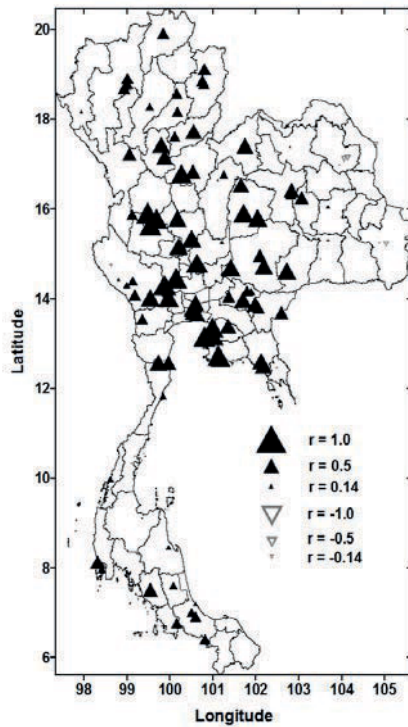 20
18
16
14
12
10
8
6
Latitude
r = 1.0
r = 0.5
r = 0.14
r = -1.0
r = -0.5
r = -0.14
98 99 100 101 102 103 104 105
Longitude